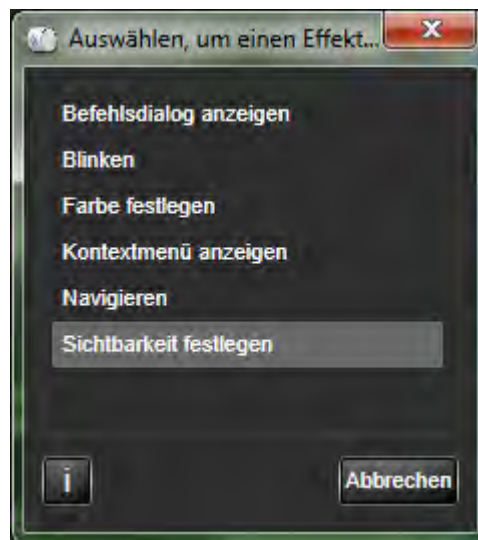 Auswählen, um einen Effekt...
Befehlsdialog anzeigen
Blinken
Farbe festlegen
Kontextmenü anzeigen
Navigieren
Sichtbarkeit festlegen
i
Abbrechen